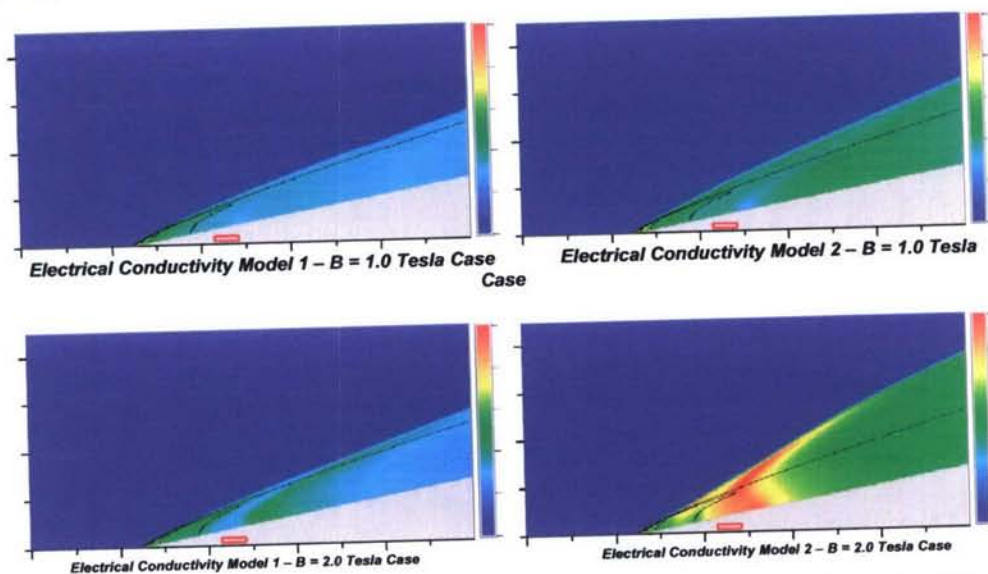 Electrical Conductivity Model 1 – B = 1.0 Tesla Case
Electrical Conductivity Model 2 – B = 1.0 Tesla
Case
Electrical Conductivity Model 1 – B = 2.0 Tesla Case
Electrical Conductivity Model 2 – B = 2.0 Tesla Case